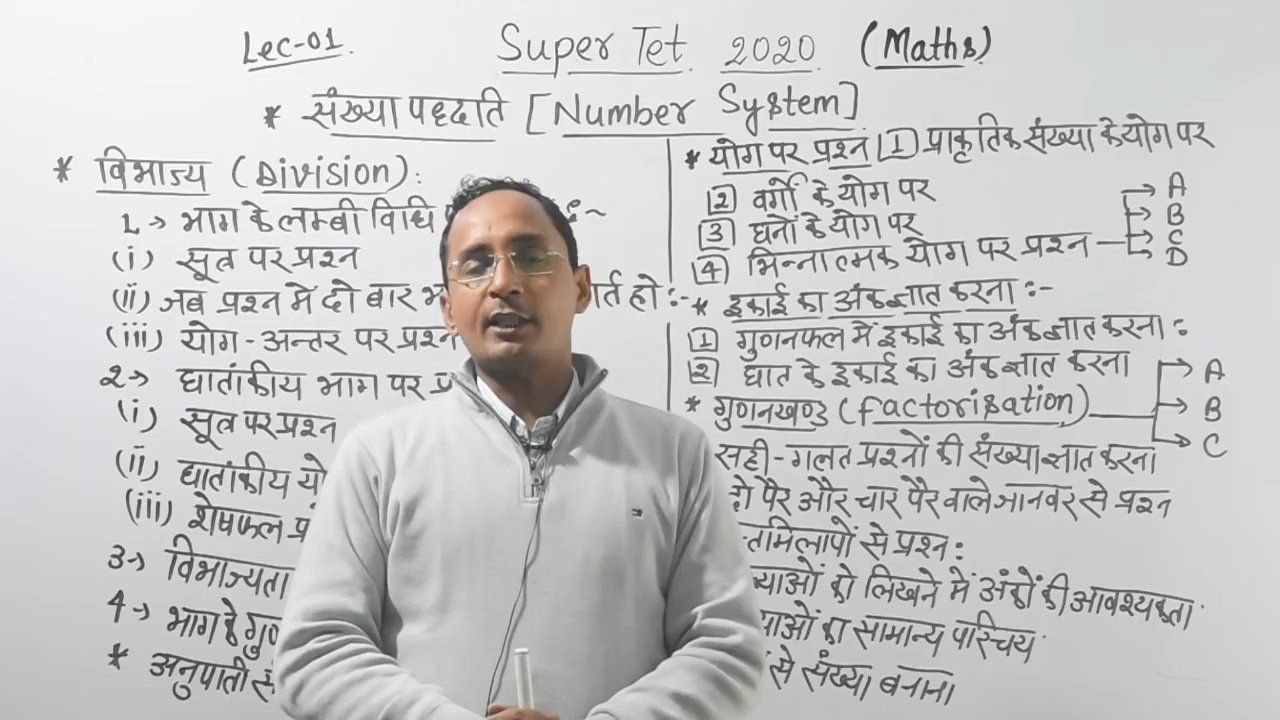 Lec-01.
Super Tet 2020 (Maths)
* संख्या पद्धति [Number System]
* विभाज्य (Division):
1→ भाग के लम्बी विधि
(i) सूत्र पर प्रश्न
(ii) जब प्रश्न में दो बार हो :-
(iii) योग-अन्तर पर प्रश्न
2→ घातांकीय भाग पर
(i) सूत्र पर प्रश्न
(ii) घातांकीय
(iii) शेषफल
3→ विभाज्यता
4→ भाग के
* अनुपाती
* योग पर प्रश्न 1 प्राकृतिक संख्या के योग पर
2 वर्गों के योग पर
3 घनों के योग पर
4 भिन्नात्मक योग पर प्रश्न → A B C D
* इकाई का अंक ज्ञात करना :-
1 गुणनफल में इकाई का अंक ज्ञात करना :
2 घात के इकाई का अंक ज्ञात करना
* गुणनखण्ड (factorisation) → A B C
सही-गलत प्रश्नों की संख्या ज्ञात करना
दो पैर और चार पैर वाले जानवर से प्रश्न
से प्रश्न :
को लिखने में अंकों की आवश्यकता
का सामान्य परिचय
से संख्या बनाना